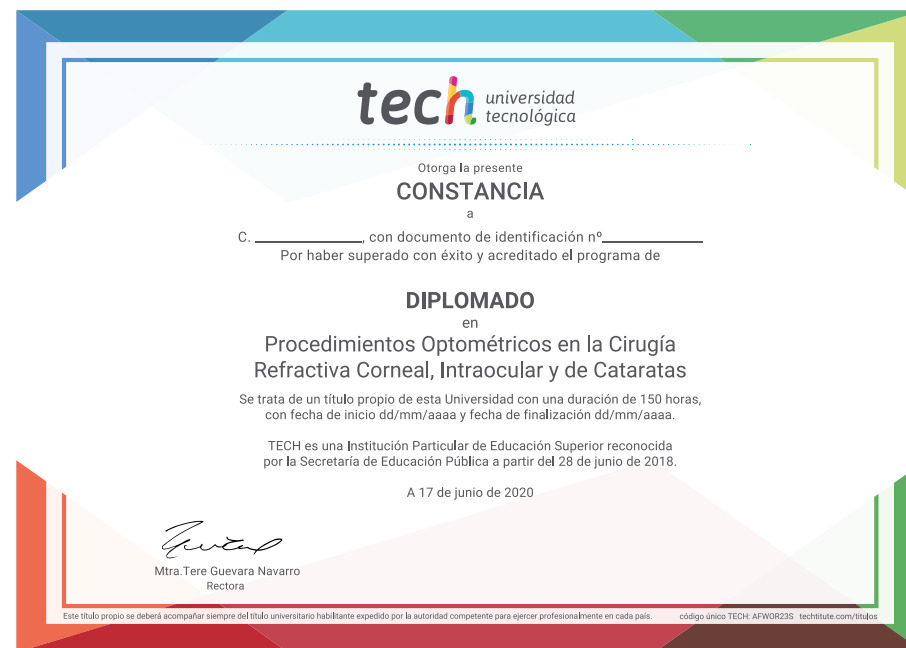 tech universidad
tecnológica
Otorga la presente
CONSTANCIA
a
C. ____________, con documento de identificación nº____________
Por haber superado con éxito y acreditado el programa de
DIPLOMADO
en
Procedimientos Optométricos en la Cirugía
Refractiva Corneal, Intraocular y de Cataratas
Se trata de un título propio de esta Universidad con una duración de 150 horas,
con fecha de inicio dd/mm/aaaa y fecha de finalización dd/mm/aaaa.
TECH es una Institución Particular de Educación Superior reconocida
por la Secretaría de Educación Pública a partir del 28 de junio de 2018.
A 17 de junio de 2020
Mtra.Tere Guevara Navarro
Rectora
Este título propio se deberá acompañar siempre del título universitario habilitante expedido por la autoridad competente para ejercer profesionalmente en cada país. código único TECH: AFWOR23S techtitute.com/titulos